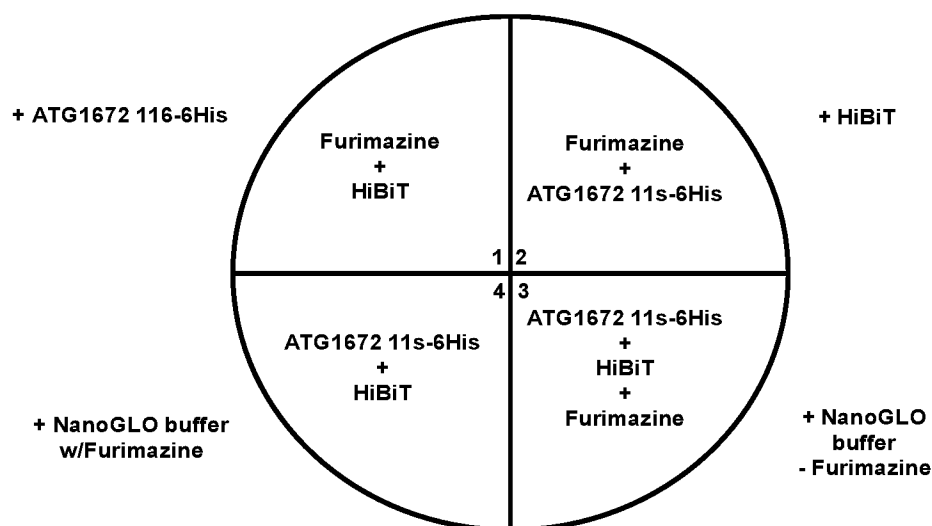 + ATG1672 116-6His
Furimazine
+
HiBiT
Furimazine
+
ATG1672 11s-6His
+ HiBiT
1
2
4
3
ATG1672 11s-6His
+
HiBiT
ATG1672 11s-6His
+
HiBiT
+
Furimazine
+ NanoGLO buffer
w/Furimazine
+ NanoGLO
buffer
- Furimazine